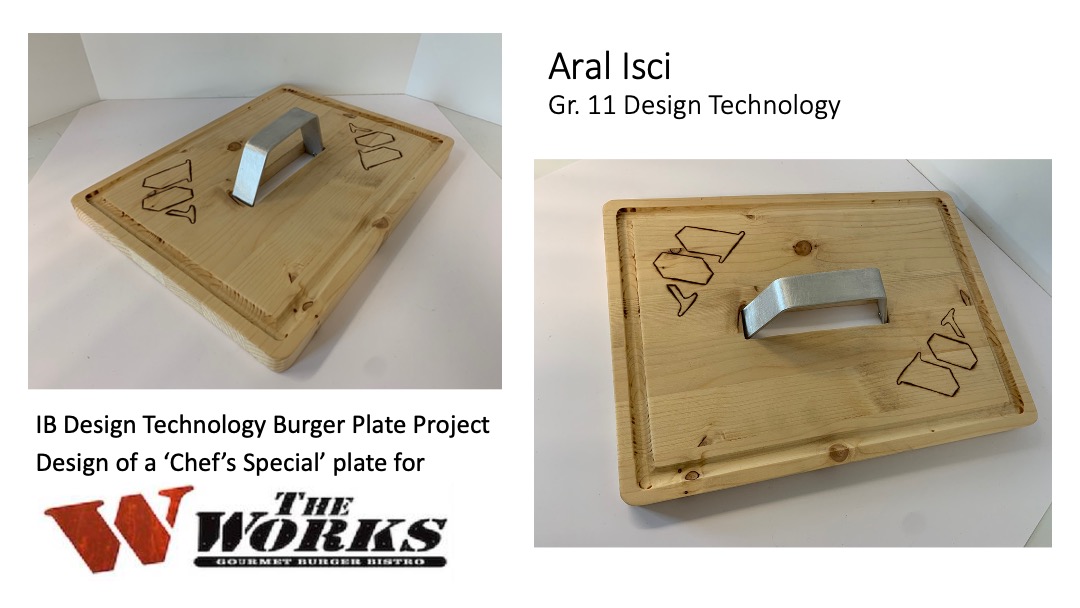 Aral Isci
Gr. 11 Design Technology
IB Design Technology Burger Plate Project
Design of a ‘Chef’s Special’ plate for
W THE
WORKS
GOURMET BURGER BISTRO